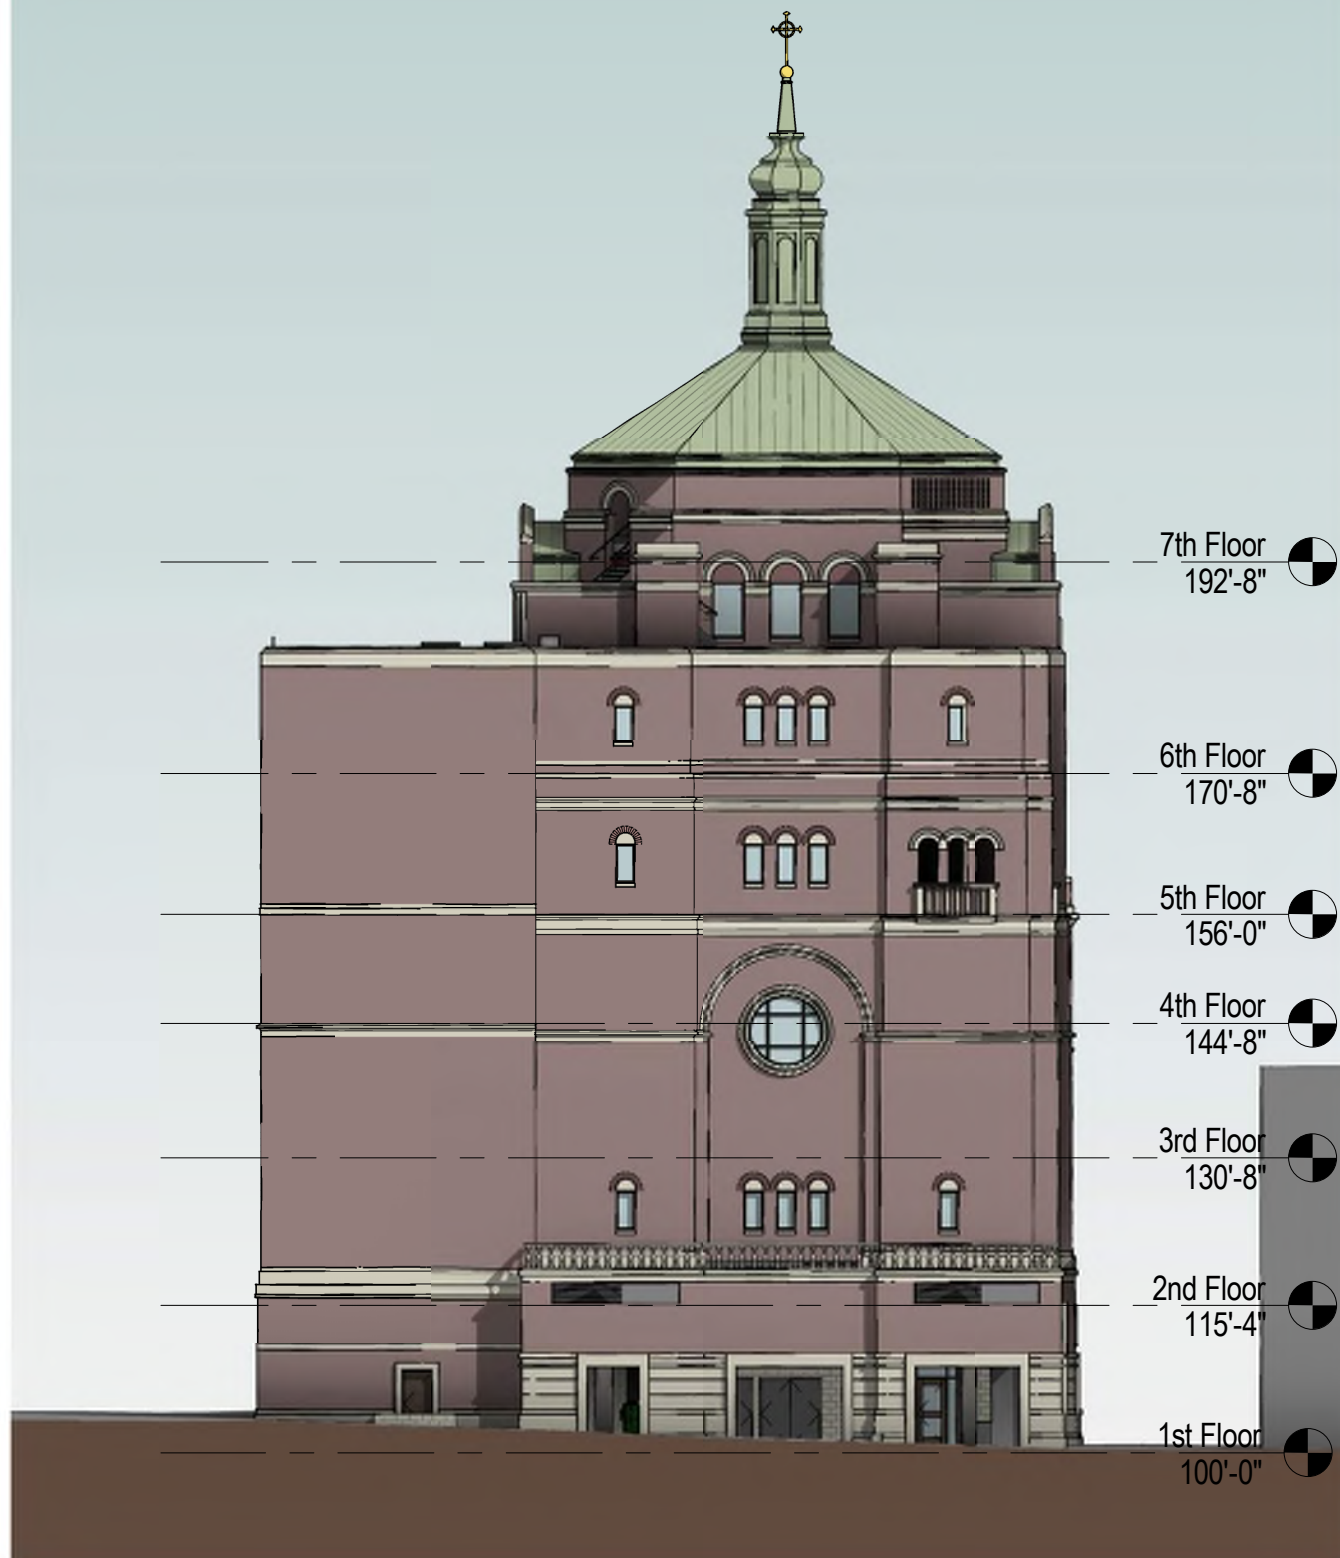 7th Floor
192'-8"
6th Floor
170'-8"
5th Floor
156'-0"
4th Floor
144'-8"
3rd Floor
130'-8"
2nd Floor
115'-4"
1st Floor
100'-0"